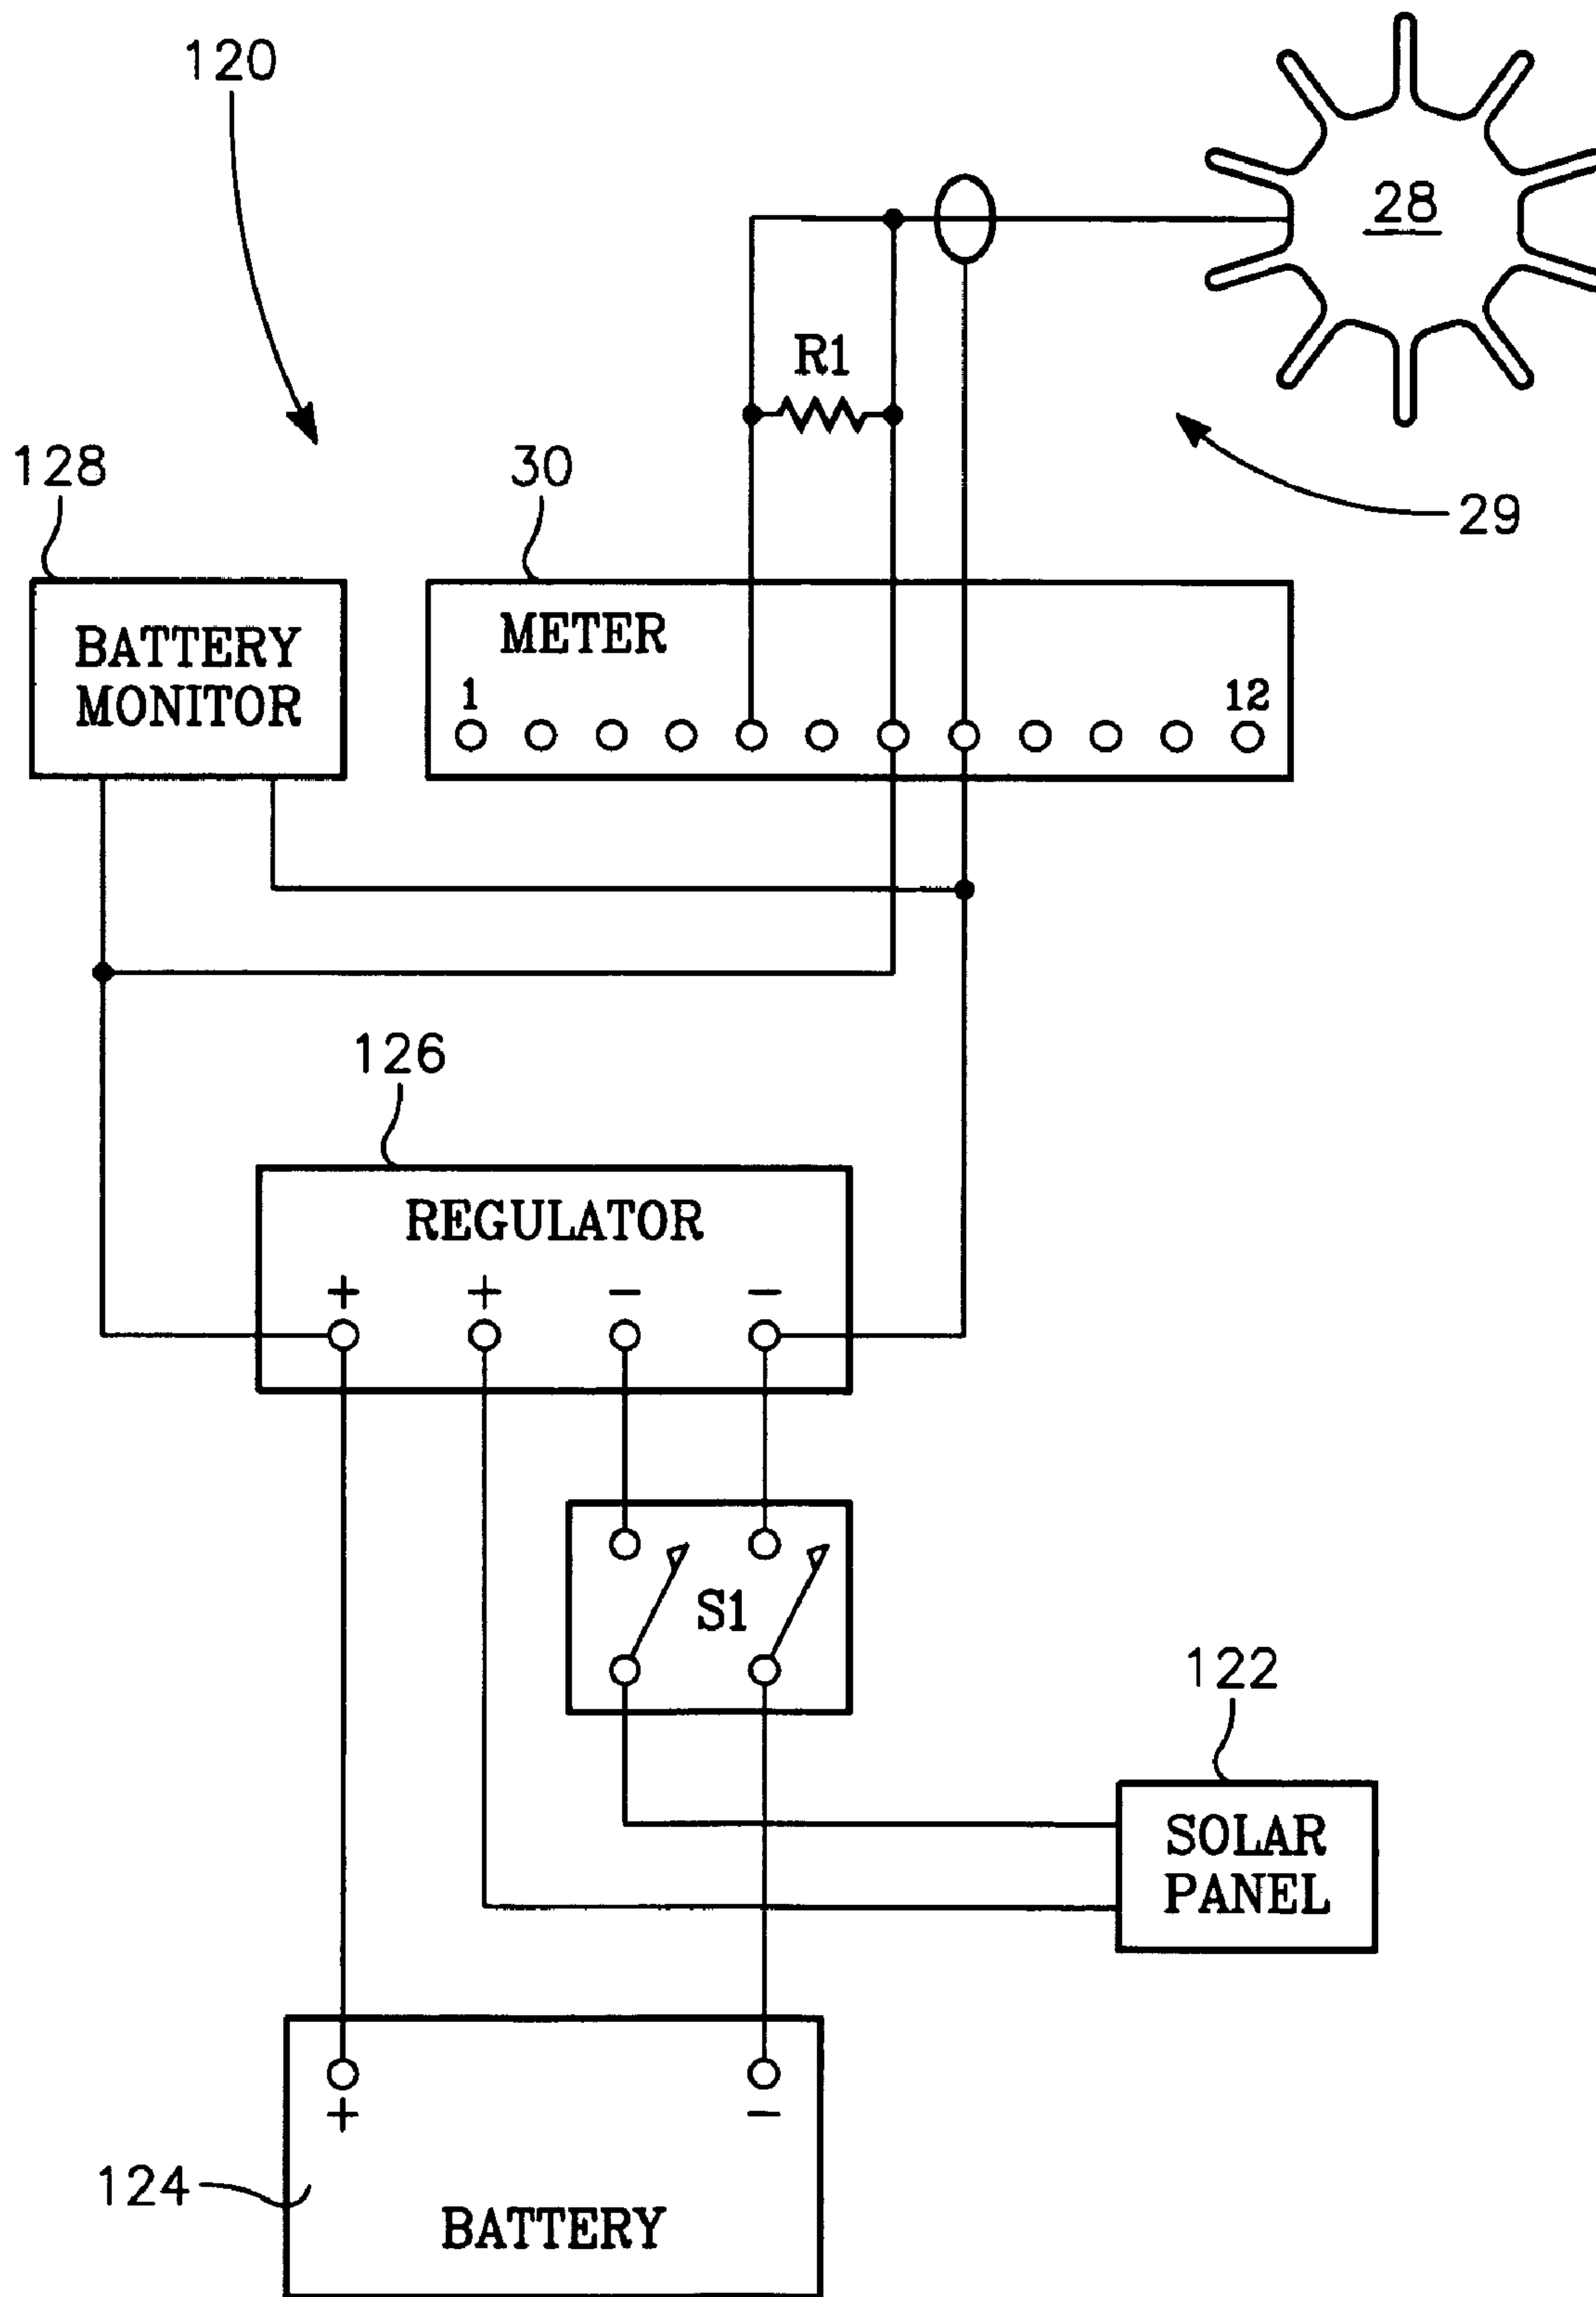 120
28
R1
128
30
29
BATTERY
MONITOR
METER
1
12
126
REGULATOR
+ + − −
S1
122
SOLAR
PANEL
+ −
124
BATTERY